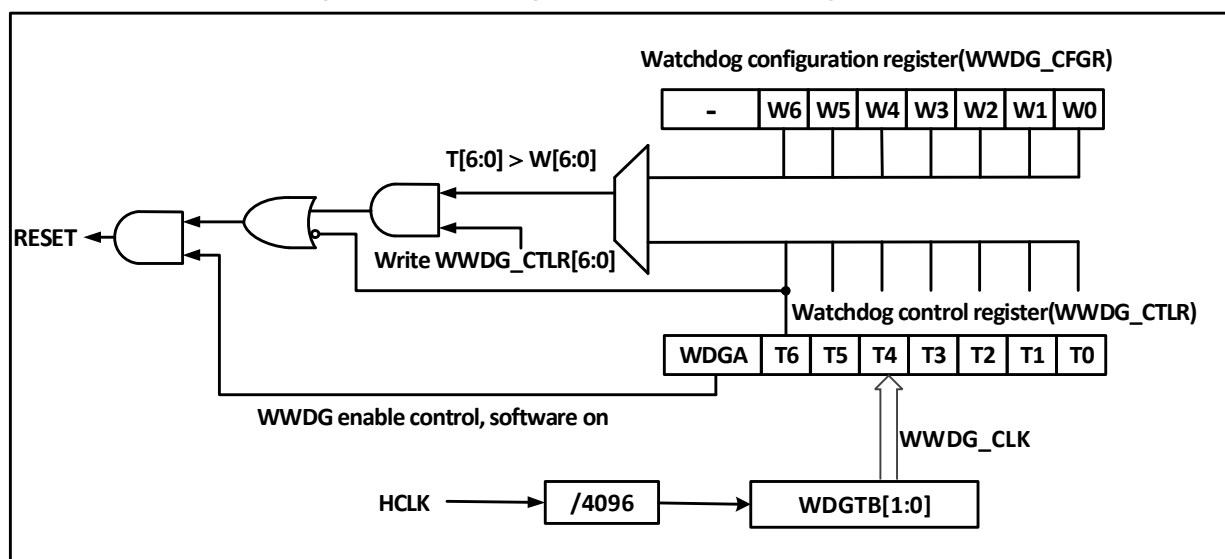 Watchdog configuration register(WWDG_CFGR)
- W6 W5 W4 W3 W2 W1 W0
T[6:0] > W[6:0]
RESET
Write WWDG_CTLR[6:0]
Watchdog control register(WWDG_CTLR)
WDGA T6 T5 T4 T3 T2 T1 T0
WWDG enable control, software on
WWDG_CLK
HCLK /4096 WDGTB[1:0]